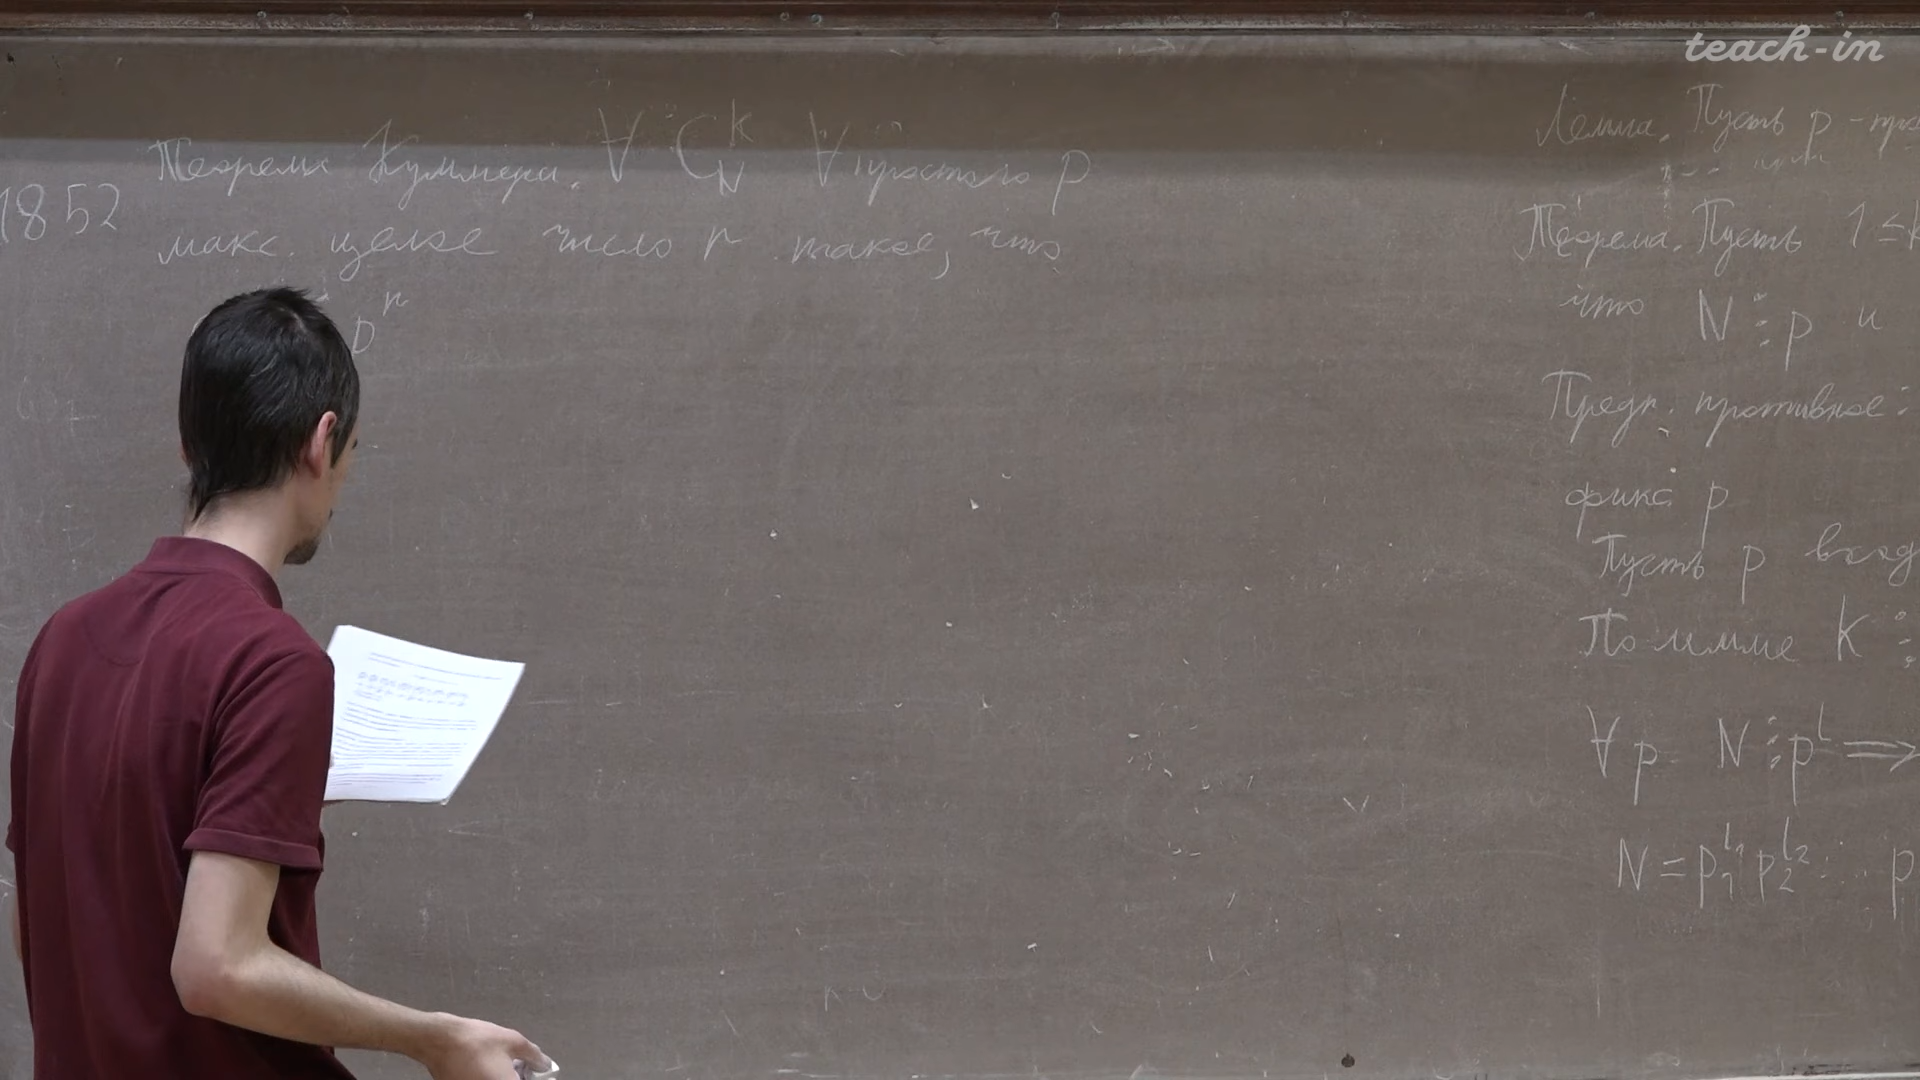 teach-in
1852
Теорема Куммера. ∀ C_N^k ∀ простого p
макс. целое число r такое, что
p^r
Лемма. Пусть p -
Теорема. Пусть 1 ≤ k
что N ⋮ p и
Предп. противное:
фикс p
Пусть p вход
По лемме k ⋮
∀ p N ⋮ p^l ⟹
N = p_1^{l_1} p_2^{l_2} ... p